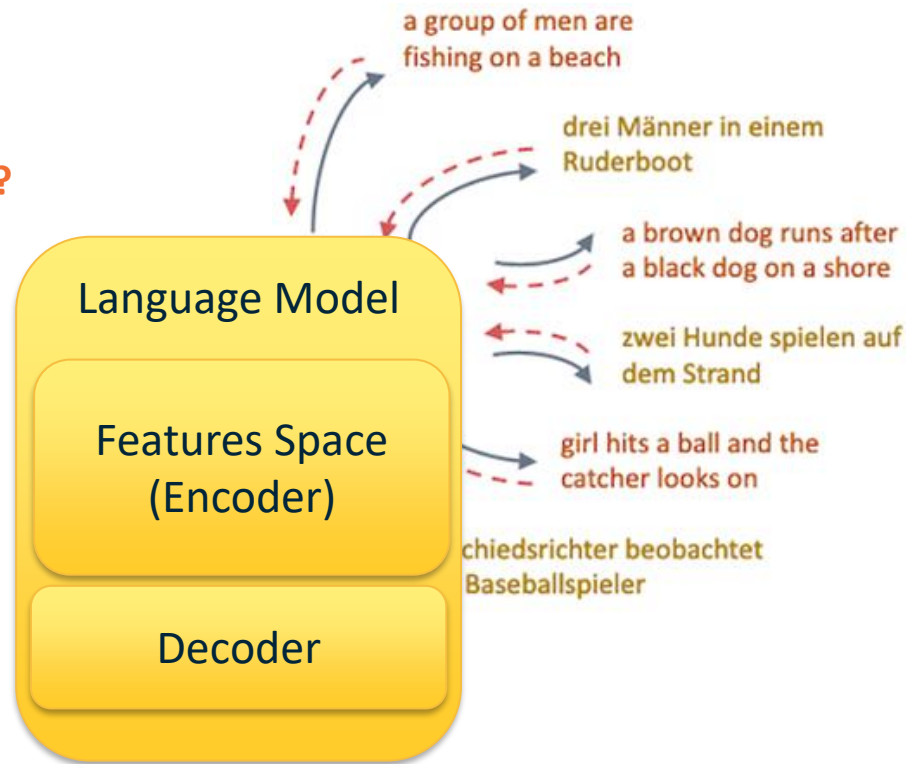 a group of men are
fishing on a beach
drei Männer in einem
Ruderboot
?
a brown dog runs after
a black dog on a shore
Language Model
zwei Hunde spielen auf
dem Strand
Features Space
(Encoder)
girl hits a ball and the
catcher looks on
chiedsrichter beobachtet
Baseballspieler
Decoder